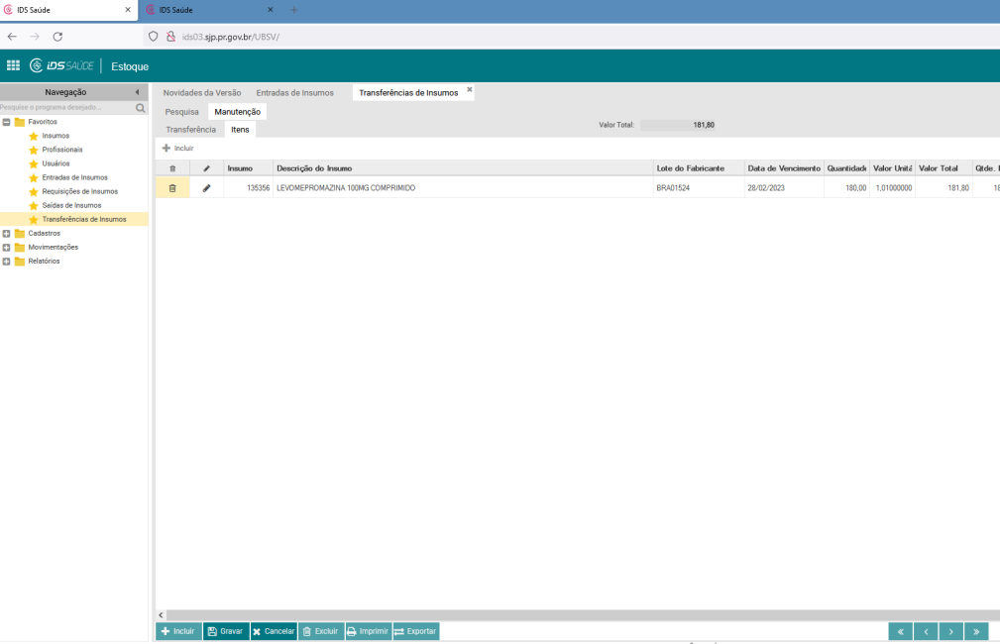 IDS Saúde
IDS Saúde
ids03.sjp.pr.gov.br/UBSV/
iDS SAÚDE | Estoque
Navegação
Pesquise o programa desejado...
Favoritos
Insumos
Profissionais
Usuários
Entradas de Insumos
Requisições de Insumos
Saídas de Insumos
Transferências de Insumos
Cadastros
Movimentações
Relatórios
Novidades da Versão Entradas de Insumos Transferências de Insumos
Pesquisa Manutenção
Transferência Itens
Valor Total: 181,80
Incluir
Insumo Descrição do Insumo Lote do Fabricante Data de Vencimento Quantidad Valor Unitá Valor Total Qtde.
135356 LEVOMEPROMAZINA 100MG COMPRIMIDO BRA01524 28/02/2023 180,00 1,01000000 181,80 18
Incluir Gravar Cancelar Excluir Imprimir Exportar